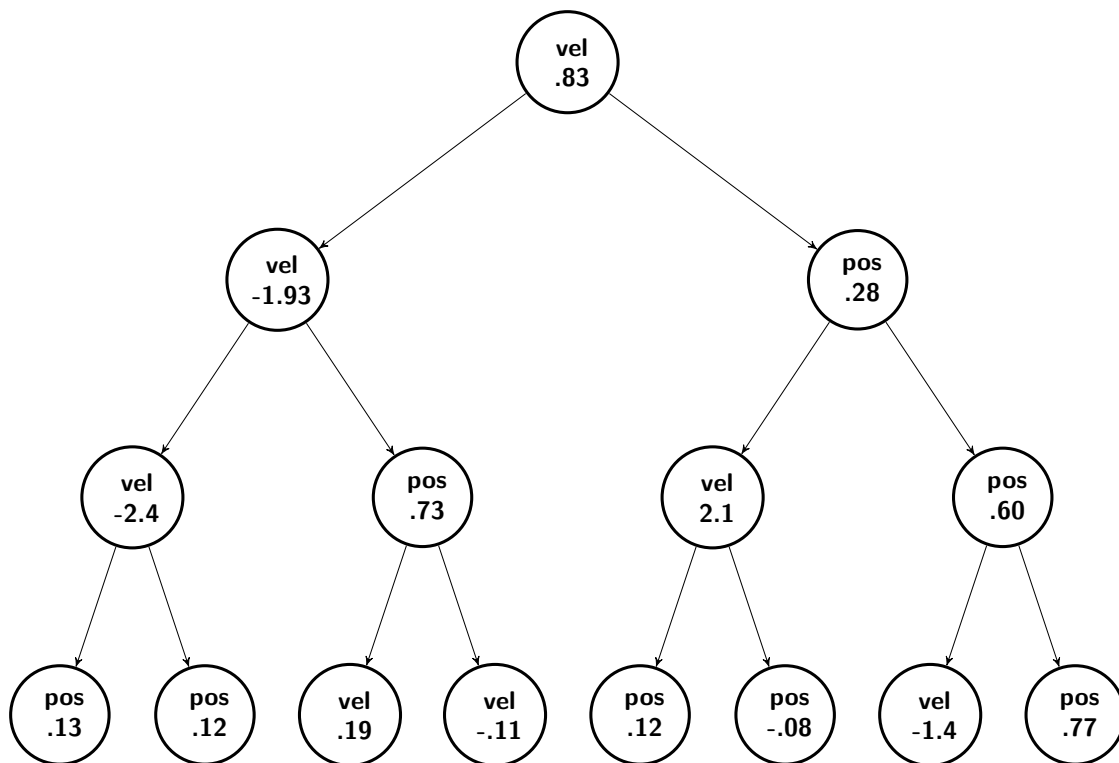 vel
.83
vel
-1.93
pos
.28
vel
-2.4
pos
.73
vel
2.1
pos
.60
pos
.13
pos
.12
vel
.19
vel
-.11
pos
.12
pos
-.08
vel
-1.4
pos
.77